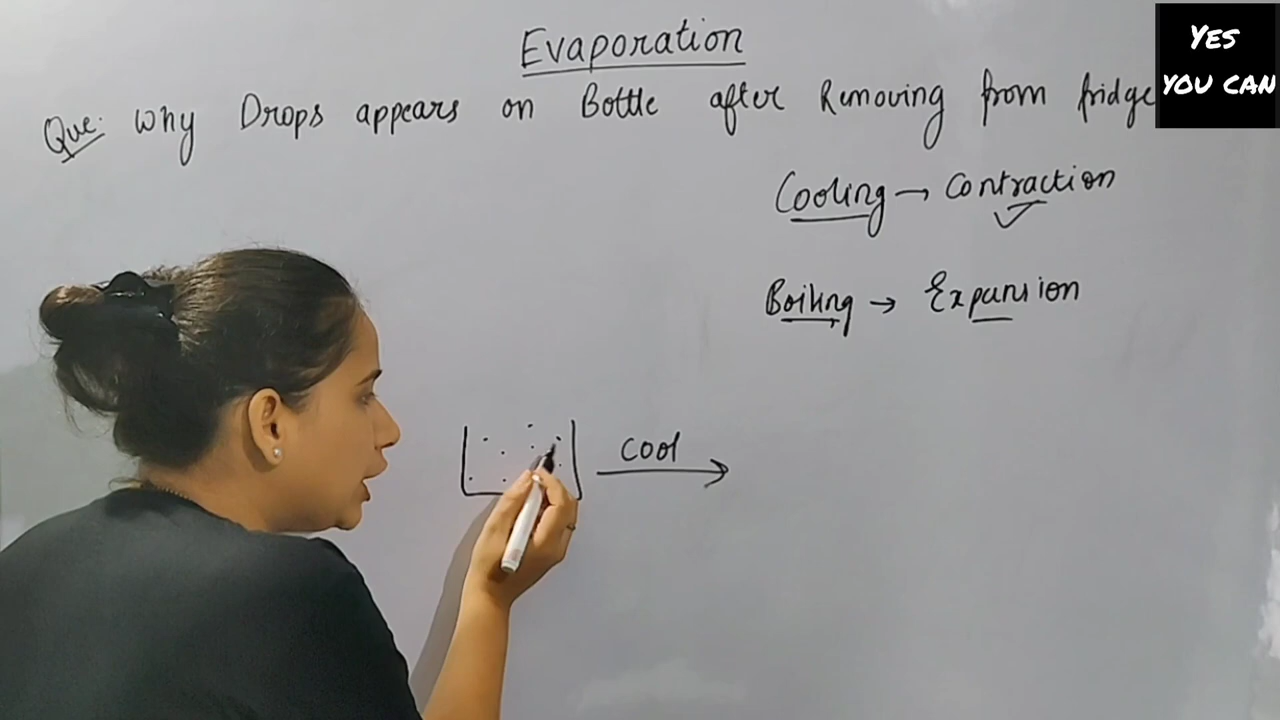 Evaporation
YES
YOU CAN
Que. Why Drops appears on Bottle after Removing from fridge
Cooling → Contraction ✓
Boiling → Expansion
Cool